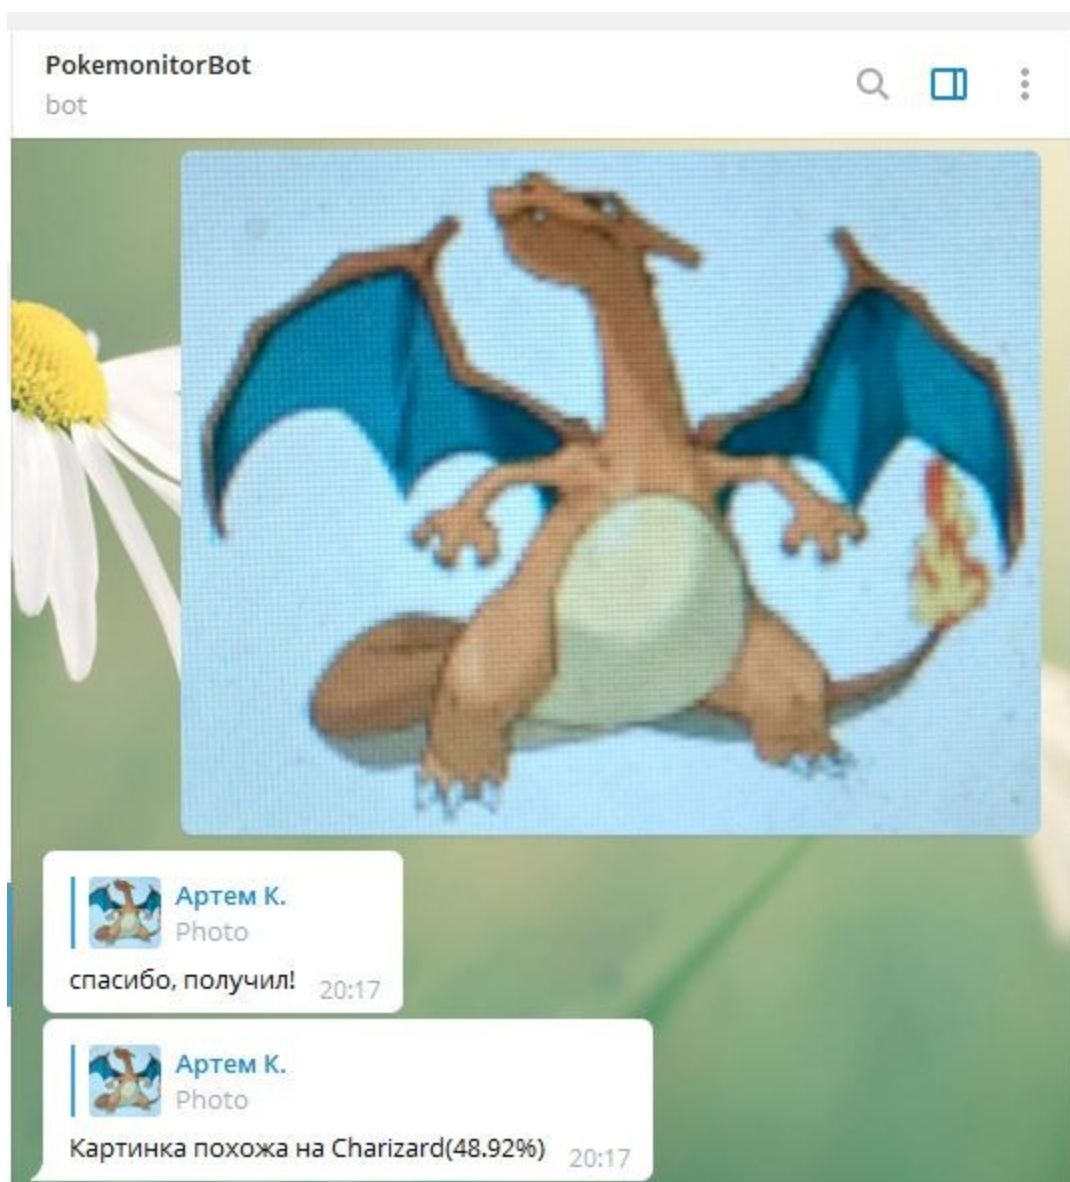 PokemonitorBot
bot
Артем К.
Photo
спасибо, получил! 20:17
Артем К.
Photo
Картинка похожа на Charizard(48.92%) 20:17